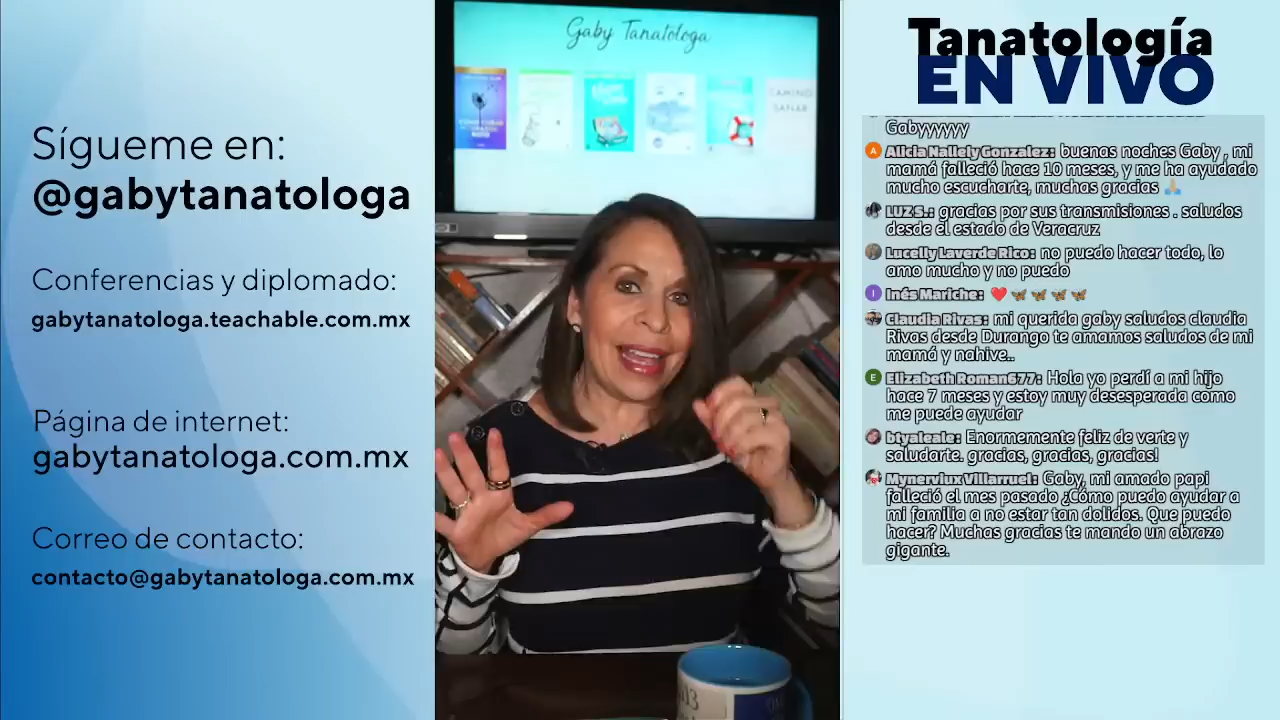 Sígueme en:
@gabytanatologa
Conferencias y diplomado:
gabytanatologa.teachable.com.mx
Página de internet:
gabytanatologa.com.mx
Correo de contacto:
contacto@gabytanatologa.com.mx
Gaby Tanatóloga
CAMINO
SANAR
Tanatología
EN VIVO
Gabyyyyyy
Alicia Nallely Gonzalez: buenas noches Gaby , mi
mamá falleció hace 10 meses, y me ha ayudado
mucho escucharte, muchas gracias 🙏
LUZ S.: gracias por sus transmisiones . saludos
desde el estado de Veracruz
Lucelly Laverde Rico: no puedo hacer todo, lo
amo mucho y no puedo
Inés Mariche: ❤️🦋🦋🦋🦋
Claudia Rivas: mi querida gaby saludos claudia
Rivas desde Durango te amamos saludos de mi
mamá y nahive..
Elizabeth Roman677: Hola yo perdí a mi hijo
hace 7 meses y estoy muy desesperada como
me puede ayudar
btyaleale: Enormemente feliz de verte y
saludarte. gracias, gracias, gracias!
Mynerviux Villarruel: Gaby, mi amado papi
falleció el mes pasado ¿Cómo puedo ayudar a
mi familia a no estar tan dolidos. Que puedo
hacer? Muchas gracias te mando un abrazo
gigante.